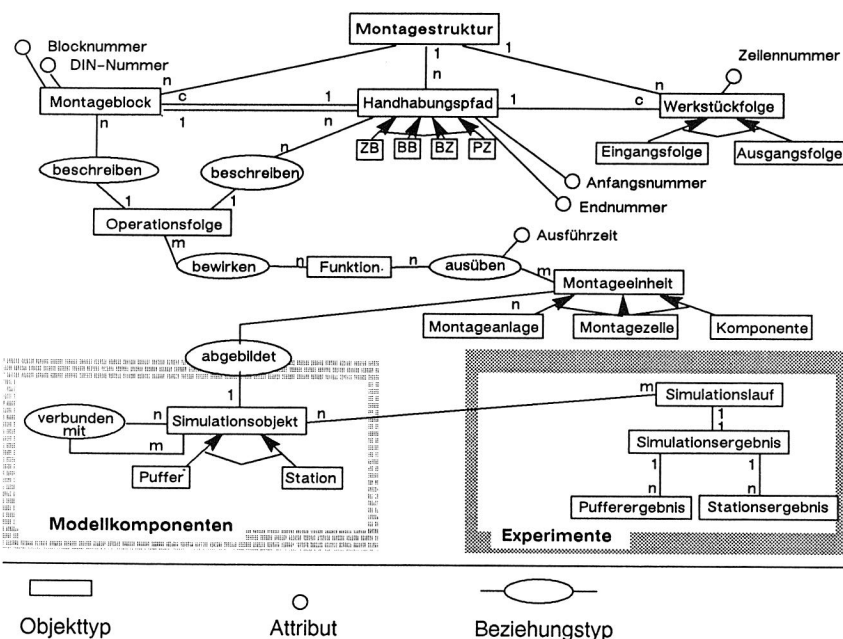 Montagestruktur
Blocknummer
DIN-Nummer
1
1
1
n
n
n
Zeilennummer
Montageblock
c
1
1
n
Handhabungspfad
1
c
Werkstückfolge
n
n
ZB
BB
BZ
PZ
Eingangsfolge
Ausgangsfolge
beschreiben
beschreiben
Anfangsnummer
Endnummer
1
1
Operationsfolge
m
Ausführzeit
bewirken
n
Funktion
n
ausüben
m
Montageeinheit
n
Montageanlage
Montagezelle
Komponente
abgebildet
1
verbunden
mit
n
m
Simulationsobjekt
n
m
Simulationslauf
1
1
Simulationsergebnis
Puffer
Station
1
1
n
n
Pufferergebnis
Stationsergebnis
Modellkomponenten
Experimente
Objekttyp
Attribut
Beziehungstyp